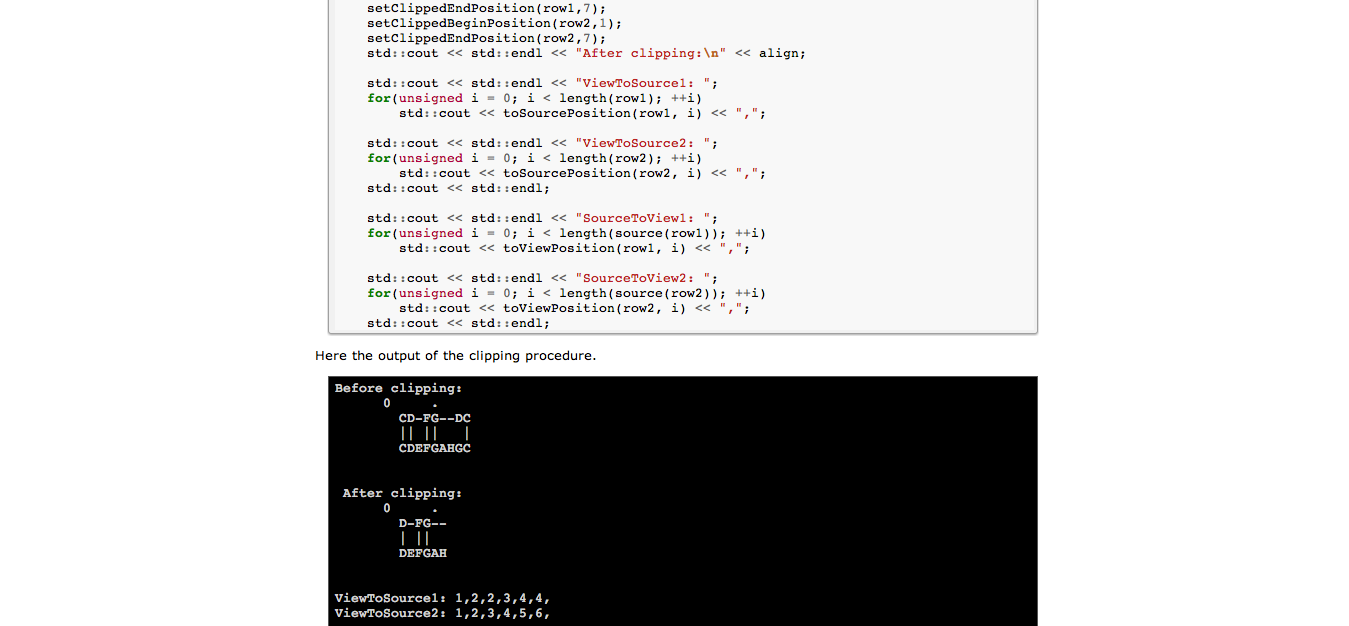 setClippedEndPosition(row1,7);
setClippedBeginPosition(row2,1);
setClippedEndPosition(row2,7);
std::cout << std::endl << "After clipping:\n" << align;

std::cout << std::endl << "ViewToSource1: ";
for(unsigned i = 0; i < length(row1); ++i)
    std::cout << toSourcePosition(row1, i) << ",";

std::cout << std::endl << "ViewToSource2: ";
for(unsigned i = 0; i < length(row2); ++i)
    std::cout << toSourcePosition(row2, i) << ",";
std::cout << std::endl;

std::cout << std::endl << "SourceToView1: ";
for(unsigned i = 0; i < length(source(row1)); ++i)
    std::cout << toViewPosition(row1, i) << ",";

std::cout << std::endl << "SourceToView2: ";
for(unsigned i = 0; i < length(source(row2)); ++i)
    std::cout << toViewPosition(row2, i) << ",";
std::cout << std::endl;

Here the output of the clipping procedure.

Before clipping:
      0     .
        CD-FG--DC
        || ||   |
        CDEFGAHGC


 After clipping:
      0     .
        D-FG--
        | ||
        DEFGAH


ViewToSource1: 1,2,2,3,4,4,
ViewToSource2: 1,2,3,4,5,6,